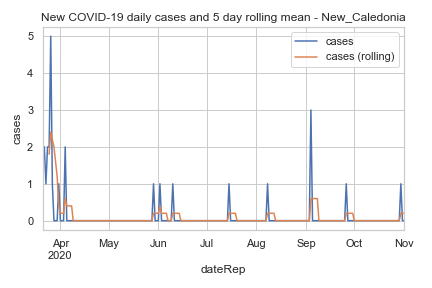 New COVID-19 daily cases and 5 day rolling mean - New_Caledonia
cases
cases (rolling)
cases
5
4
3
2
1
0
Apr May Jun Jul Aug Sep Oct Nov
2020
dateRep